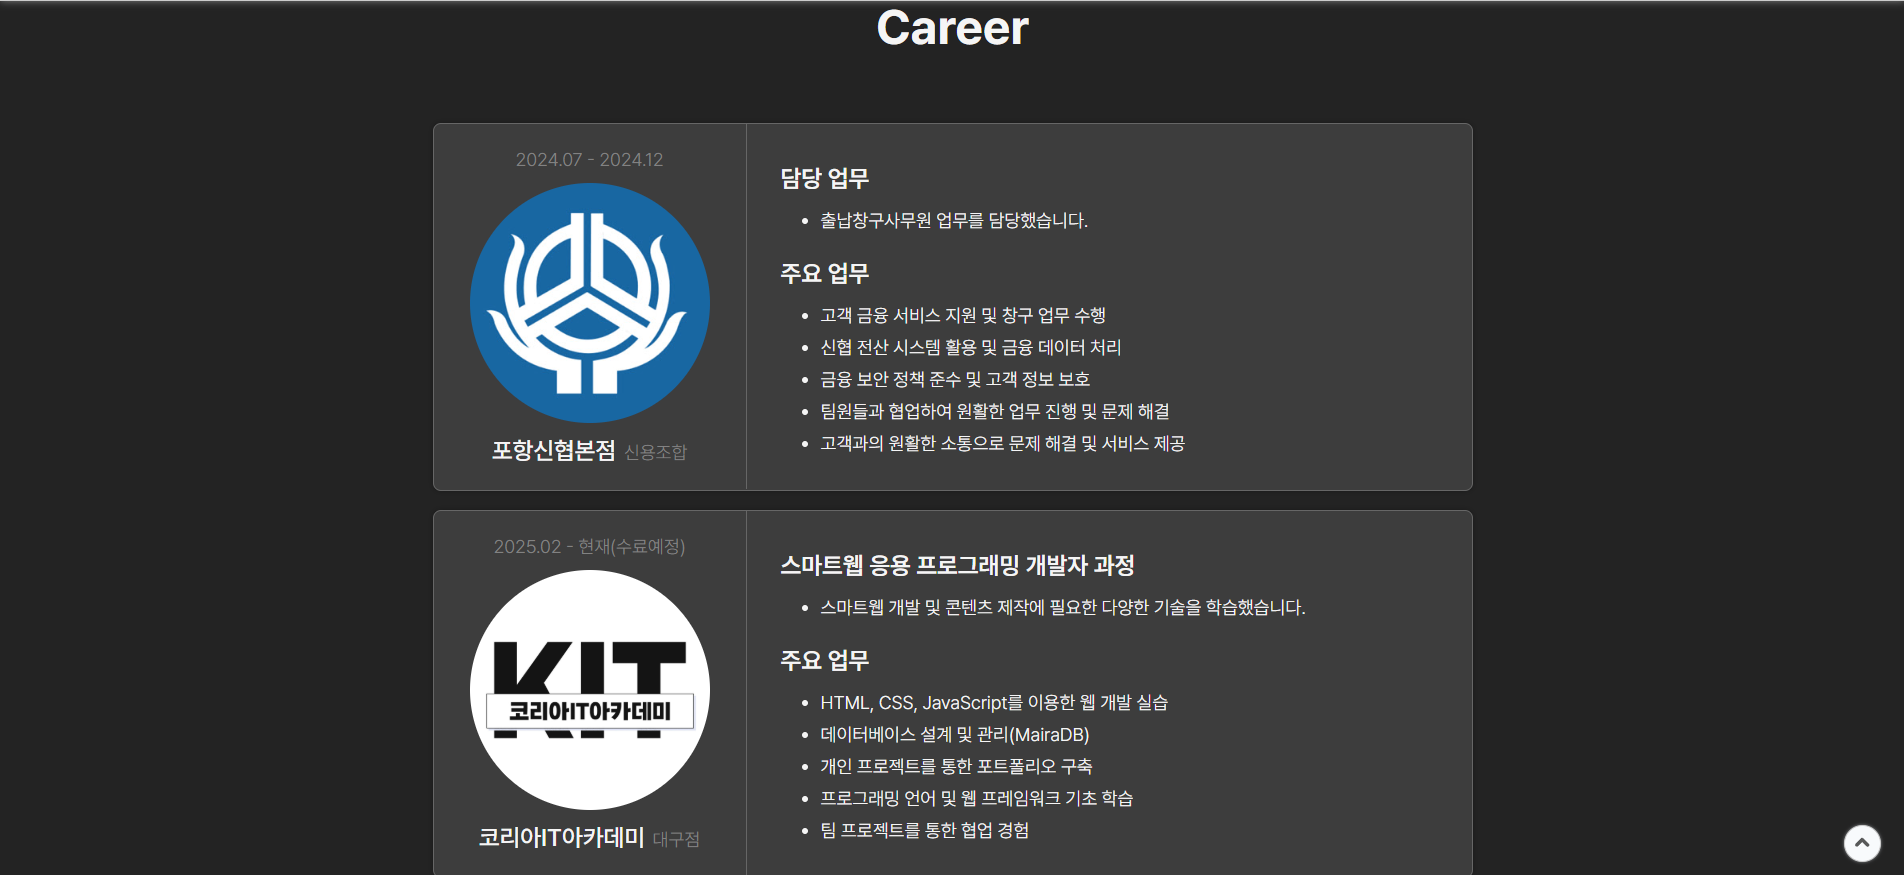 Career
2024.07 - 2024.12
포항신협본점 신용조합
담당 업무
출납창구사무원 업무를 담당했습니다.
주요 업무
고객 금융 서비스 지원 및 창구 업무 수행
신협 전산 시스템 활용 및 금융 데이터 처리
금융 보안 정책 준수 및 고객 정보 보호
팀원들과 협업하여 원활한 업무 진행 및 문제 해결
고객과의 원활한 소통으로 문제 해결 및 서비스 제공
2025.02 - 현재(수료예정)
KIT
코리아IT아카데미
코리아IT아카데미 대구점
스마트웹 응용 프로그래밍 개발자 과정
스마트웹 개발 및 콘텐츠 제작에 필요한 다양한 기술을 학습했습니다.
주요 업무
HTML, CSS, JavaScript를 이용한 웹 개발 실습
데이터베이스 설계 및 관리(MairaDB)
개인 프로젝트를 통한 포트폴리오 구축
프로그래밍 언어 및 웹 프레임워크 기초 학습
팀 프로젝트를 통한 협업 경험